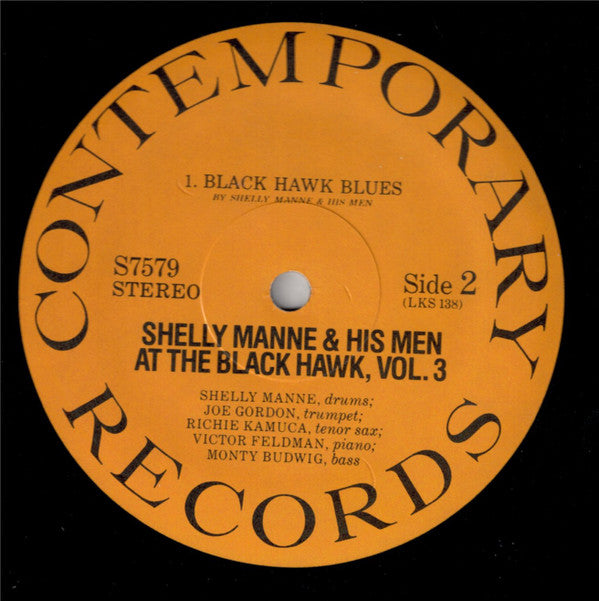 CONTEMPORARY
1. BLACK HAWK BLUES
BY SHELLY MANNE & HIS MEN
S7579
STEREO
Side 2
(LKS 138)
SHELLY MANNE & HIS MEN
AT THE BLACK HAWK, VOL. 3
SHELLY MANNE, drums;
JOE GORDON, trumpet;
RICHIE KAMUCA, tenor sax;
VICTOR FELDMAN, piano;
MONTY BUDWIG, bass
RECORDS